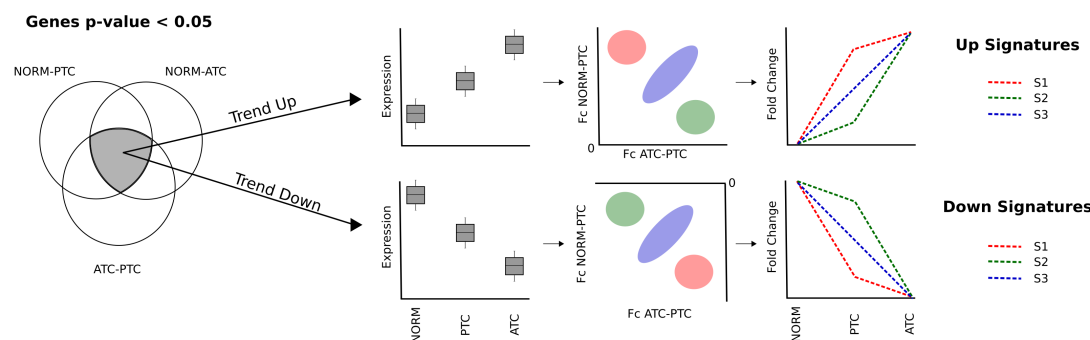 Genes p-value < 0.05
NORM-PTC
NORM-ATC
ATC-PTC
Trend Up
Trend Down
Expression
Fc NORM-PTC
0
Fc ATC-PTC
Fold Change
Up Signatures
S1
S2
S3
Expression
NORM
PTC
ATC
Fc NORM-PTC
0
Fc ATC-PTC
Fold Change
NORM
PTC
ATC
Down Signatures
S1
S2
S3